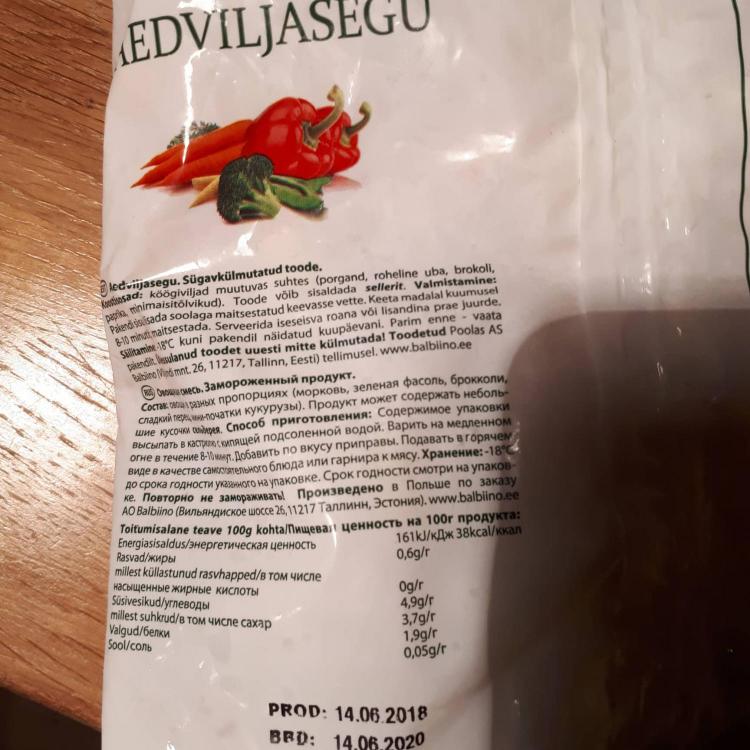 AEDVILJASEGU
Aedviljasegu. Sügavkülmutatud toode.
Koostisosad: köögiviljad muutuvas suhtes (porgand, roheline uba, brokoli,
paprika, minimaisitõlvikud). Toode võib sisaldada sellerit. Valmistamine:
Pakendi sisu lisada soolaga maitsestatud keevasse vette. Keeta madalal kuumusel
8-10 minutit, maitsestada. Serveerida iseseisva roana või lisandina prae juurde.
Säilitamine: -18°C kuni pakendil näidatud kuupäevani. Parim enne - vaata
pakendilt. Ülessulanud toodet uuesti mitte külmutada! Toodetud Poolas AS
Balbiino (Viljandi mnt. 26, 11217, Tallinn, Eesti) tellimusel. www.balbiino.ee
RUS Овощная смесь. Замороженный продукт.
Состав: овощи в разных пропорциях (морковь, зеленая фасоль, брокколи,
сладкий перец, мини-початки кукурузы). Продукт может содержать неболь-
шие кусочки сельдерея. Способ приготовления: Содержимое упаковки
высыпать в кастрюлю с кипящей подсоленной водой. Варить на медленном
огне в течение 8-10 минут. Добавить по вкусу приправы. Подавать в горячем
виде в качестве самостоятельного блюда или гарнира к мясу. Хранение: -18°C
до срока годности указанного на упаковке. Срок годности смотри на упаков-
ке. Повторно не замораживать! Произведено в Польше по заказу
АО Balbiino (Вильяндиское шоссе 26, 11217 Таллинн, Эстония). www.balbiino.ee
Toitumisalane teave 100g kohta/Пищевая ценность на 100г продукта:
Energiasisaldus/энергетическая ценность 161kJ/кДж 38kcal/ккал
Rasvad/жиры 0,6g/г
millest küllastunud rasvhapped/в том числе
насыщенные жирные кислоты 0g/г
Süsivesikud/углеводы 4,9g/г
millest suhkrud/в том числе сахар 3,7g/г
Valgud/белки 1,9g/г
Sool/соль 0,05g/г
PROD: 14.06.2018
BBD: 14.06.2020